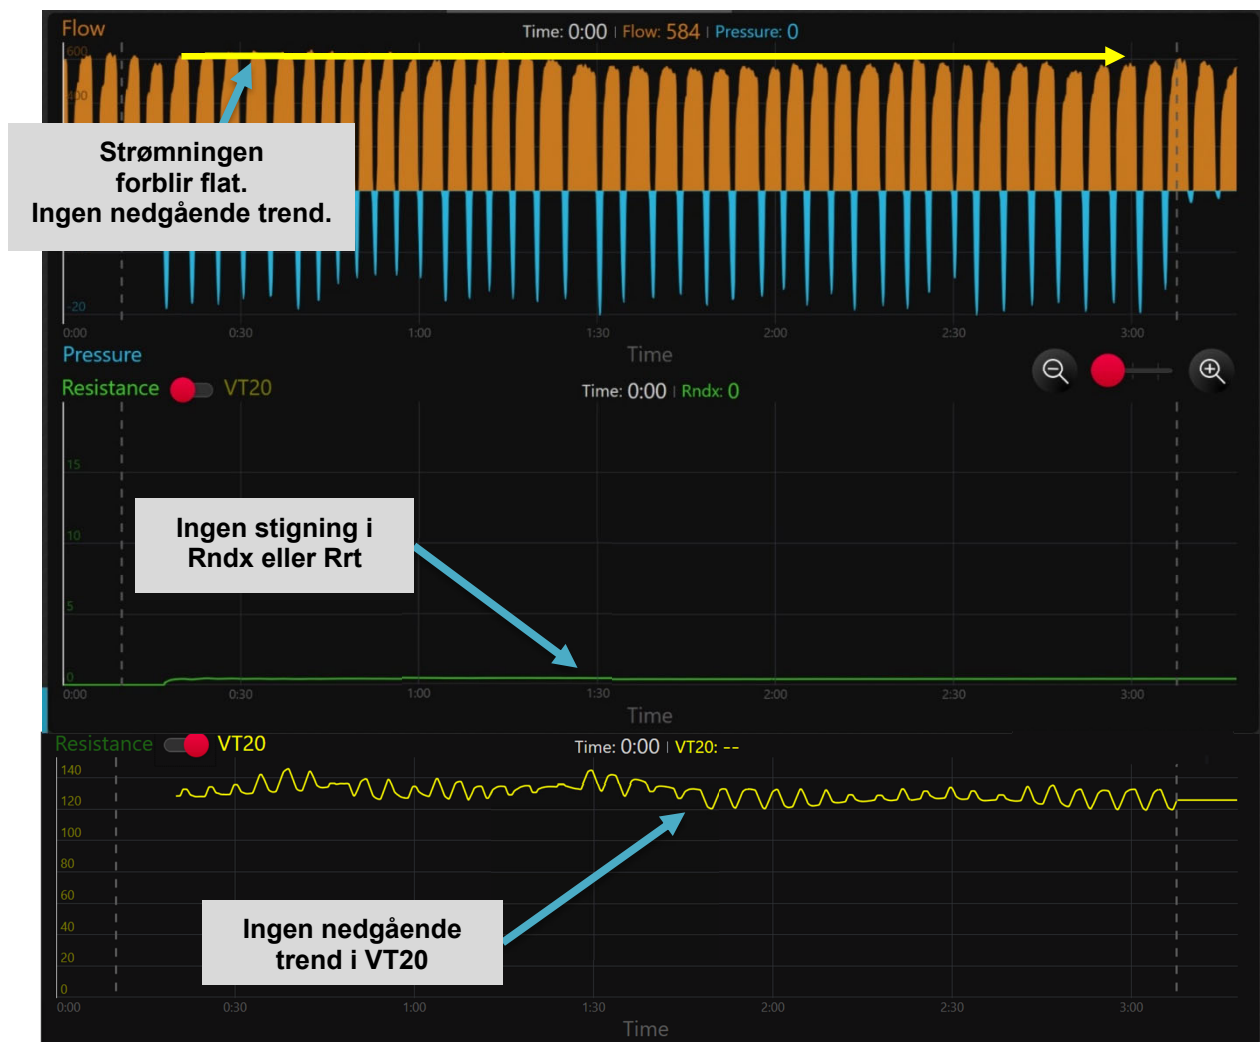 Flow
Time: 0:00 | Flow: 584 | Pressure: 0
600
400
Strømningen
forblir flat.
Ingen nedgående trend.
-20
0:00 0:30 1:00 1:30 2:00 2:30 3:00
Pressure
Time
Resistance VT20
Time: 0:00 | Rndx: 0
15
10
Ingen stigning i
Rndx eller Rrt
5
0
0:00 0:30 1:00 1:30 2:00 2:30 3:00
Time
Resistance VT20
Time: 0:00 | VT20: --
140
120
100
80
60
40
20
0
Ingen nedgående
trend i VT20
0:00 0:30 1:00 1:30 2:00 2:30 3:00
Time